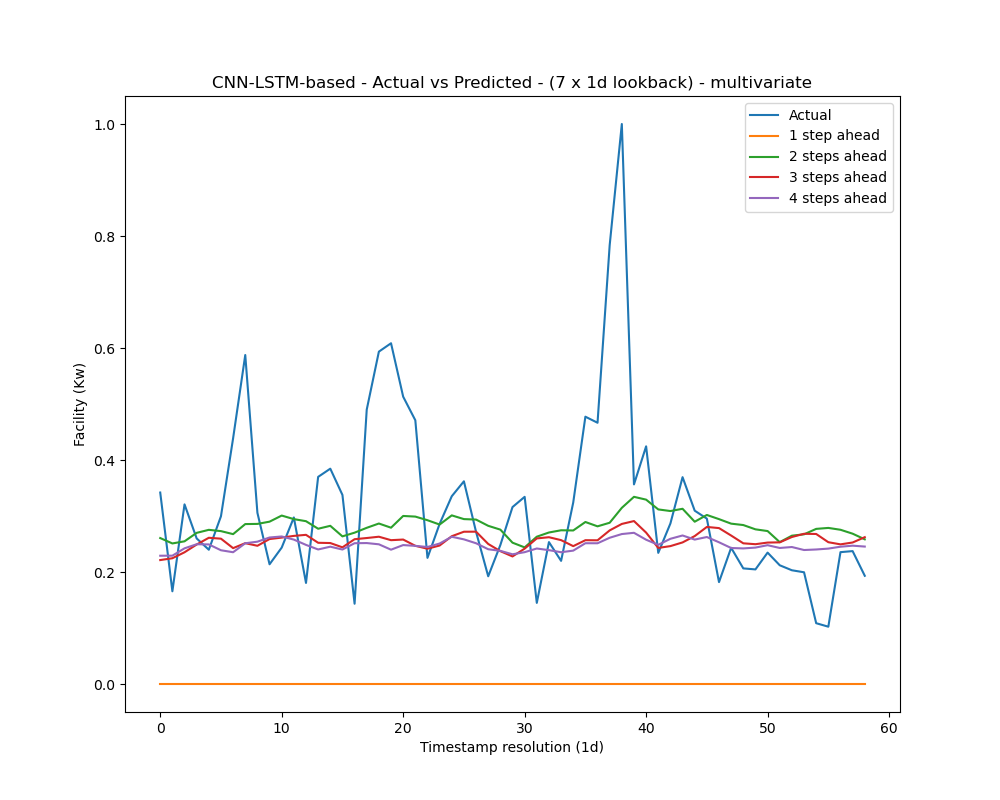 CNN-LSTM-based - Actual vs Predicted - (7 x 1d lookback) - multivariate
Actual
1 step ahead
2 steps ahead
3 steps ahead
4 steps ahead
1.0
0.8
0.6
0.4
0.2
0.0
Facility (Kw)
0 10 20 30 40 50 60
Timestamp resolution (1d)